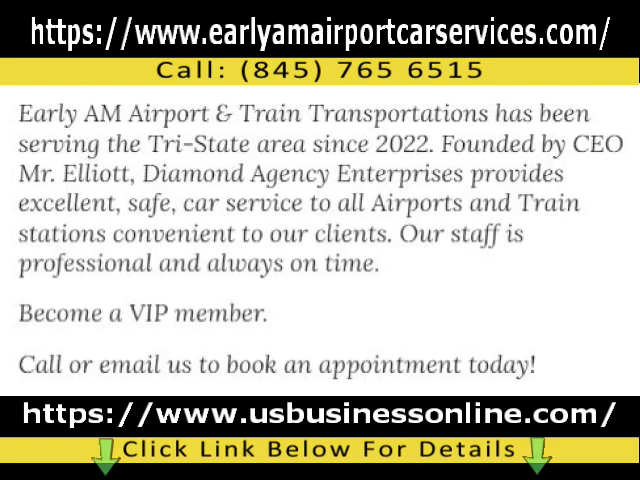 https://www.earlyamairportcarservices.com/
Call: (845) 765 6515
Early AM Airport & Train Transportations has been
serving the Tri-State area since 2022. Founded by CEO
Mr. Elliott, Diamond Agency Enterprises provides
excellent, safe, car service to all Airports and Train
stations convenient to our clients. Our staff is
professional and always on time.
Become a VIP member.
Call or email us to book an appointment today!
https://www.usbusinessonline.com/
Click Link Below For Details